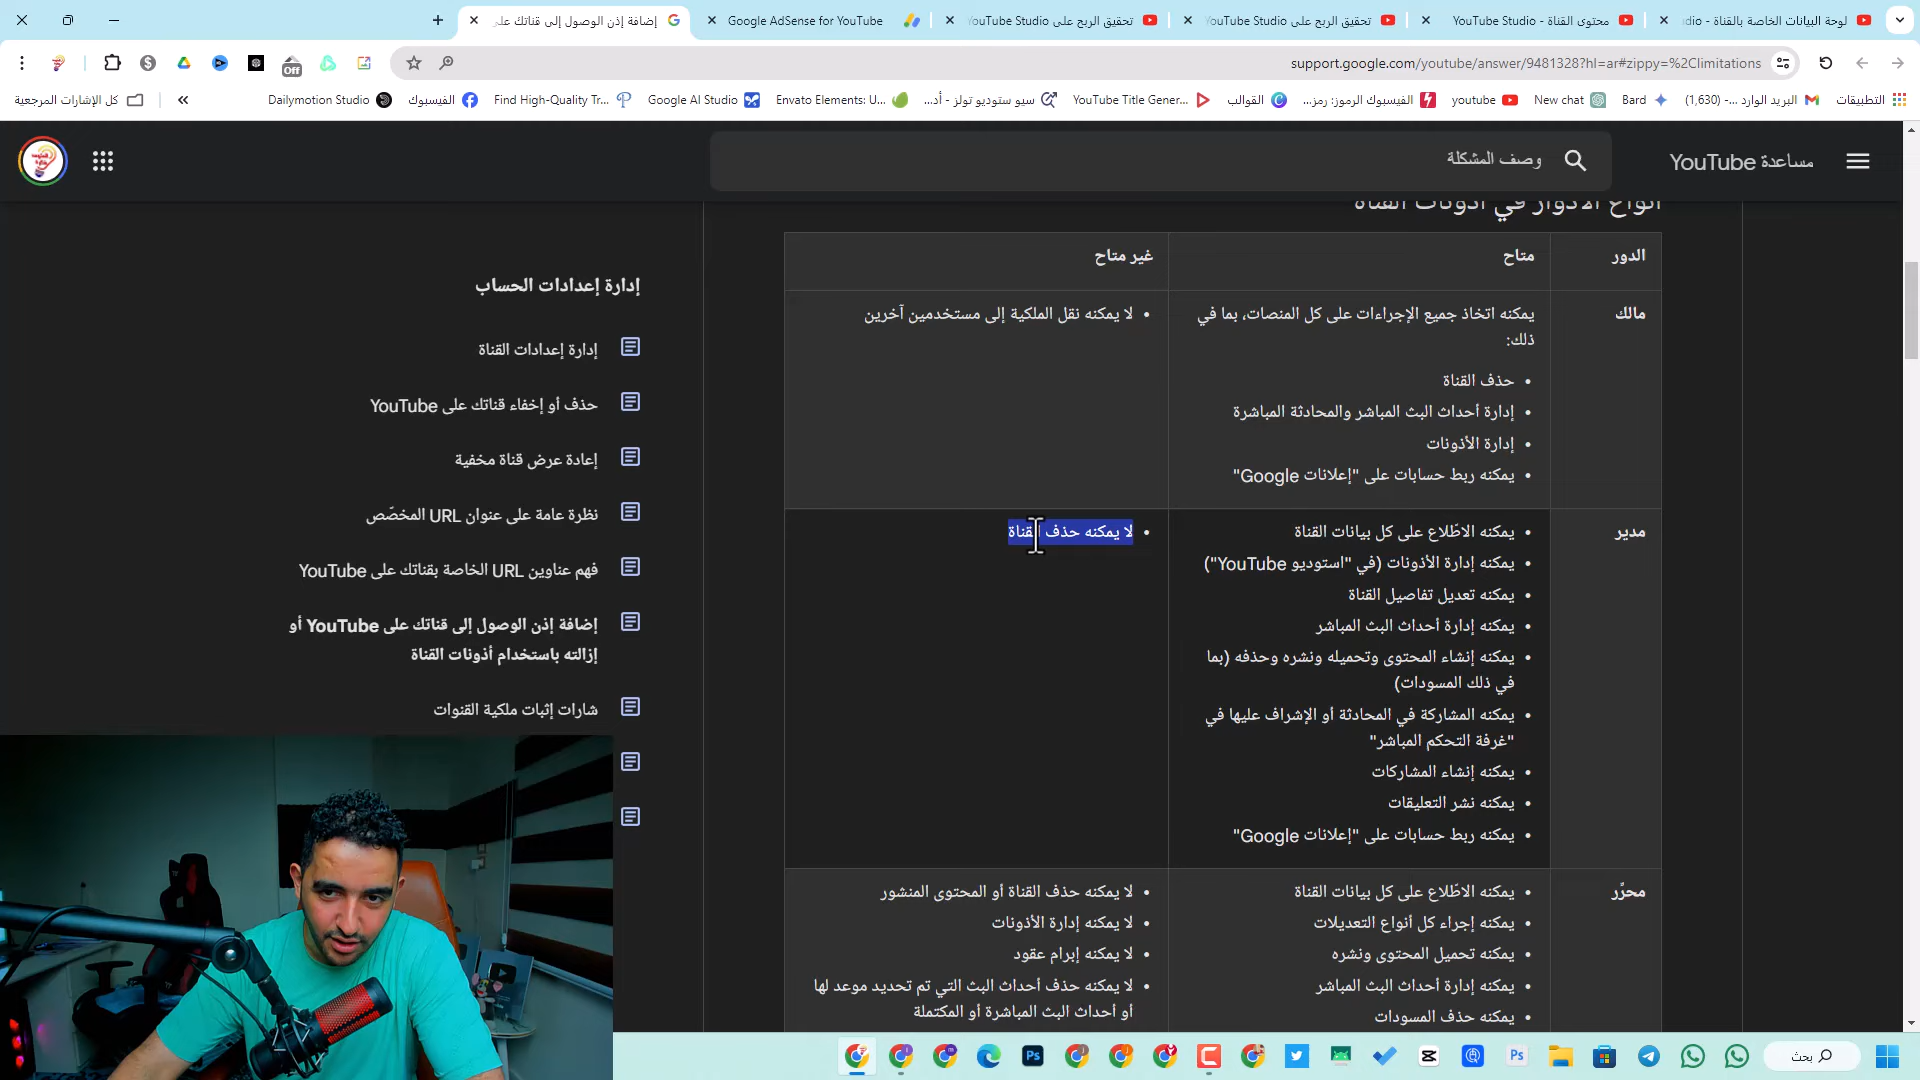 لوحة البيانات الخاصة بالقناة - dio
محتوى القناة - YouTube Studio
تحقيق الربح على YouTube Studio
تحقيق الربح على YouTube Studio
Google AdSense for YouTube
إضافة إذن الوصول إلى قناتك على
support.google.com/youtube/answer/9481328?hl=ar#zippy=%2Climitations
Off
التطبيقات
البريد الوارد -... (1,630)
Bard
New chat
youtube
الفيسبوك الرموز: رمز...
القوالب
YouTube Title Gener...
سيو ستوديو تولز - أد...
Envato Elements: U...
Google AI Studio
Find High-Quality Tr...
الفيسبوك
Dailymotion Studio
»
كل الإشارات المرجعية
مساعدة YouTube
وصف المشكلة
أنواع الأدوار في أذونات القناة
الدور
متاح
غير متاح
مالك
يمكنه اتخاذ جميع الإجراءات على كل المنصات، بما في
ذلك:
• حذف القناة
• إدارة أحداث البث المباشر والمحادثة المباشرة
• إدارة الأذونات
• يمكنه ربط حسابات على "إعلانات Google"
• لا يمكنه نقل الملكية إلى مستخدمين آخرين
مدير
• يمكنه الاطّلاع على كل بيانات القناة
• يمكنه إدارة الأذونات (في "استوديو YouTube")
• يمكنه تعديل تفاصيل القناة
• يمكنه إدارة أحداث البث المباشر
• يمكنه إنشاء المحتوى وتحميله ونشره وحذفه (بما
في ذلك المسودات)
• يمكنه المشاركة في المحادثة أو الإشراف عليها في
"غرفة التحكم المباشر"
• يمكنه إنشاء المشاركات
• يمكنه نشر التعليقات
• يمكنه ربط حسابات على "إعلانات Google"
• لا يمكنه حذف القناة
محرِّر
• يمكنه الاطّلاع على كل بيانات القناة
• يمكنه إجراء كل أنواع التعديلات
• يمكنه تحميل المحتوى ونشره
• يمكنه إدارة أحداث البث المباشر
• يمكنه حذف المسودات
• لا يمكنه حذف القناة أو المحتوى المنشور
• لا يمكنه إدارة الأذونات
• لا يمكنه إبرام عقود
• لا يمكنه حذف أحداث البث التي تم تحديد موعد لها
أو أحداث البث المباشرة أو المكتملة
إدارة إعدادات الحساب
إدارة إعدادات القناة
حذف أو إخفاء قناتك على YouTube
إعادة عرض قناة مخفية
نظرة عامة على عنوان URL المخصّص
فهم عناوين URL الخاصة بقناتك على YouTube
إضافة إذن الوصول إلى قناتك على YouTube أو
إزالته باستخدام أذونات القناة
شارات إثبات ملكية القنوات
بحث
Ps
Ps